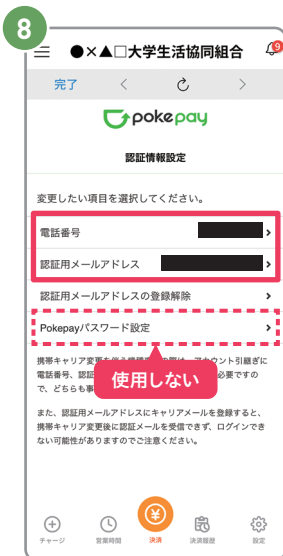 8
●×▲□大学生活協同組合
9
完了
pokepay
認証情報設定
変更したい項目を選択してください。
電話番号
認証用メールアドレス
認証用メールアドレスの登録解除
Pokepayパスワード設定
携帯キャリア変更を伴う機種
アカウント引継ぎに
電話番号、認証
必要ですの
で、どちらも事
使用しない
また、認証用メールアドレスにキャリアメールを登録すると、
携帯キャリア変更後に認証メールを受信できず、ログインでき
ない可能性がありますのでご注意ください。
チャージ 営業時間 決済 決済履歴 設定